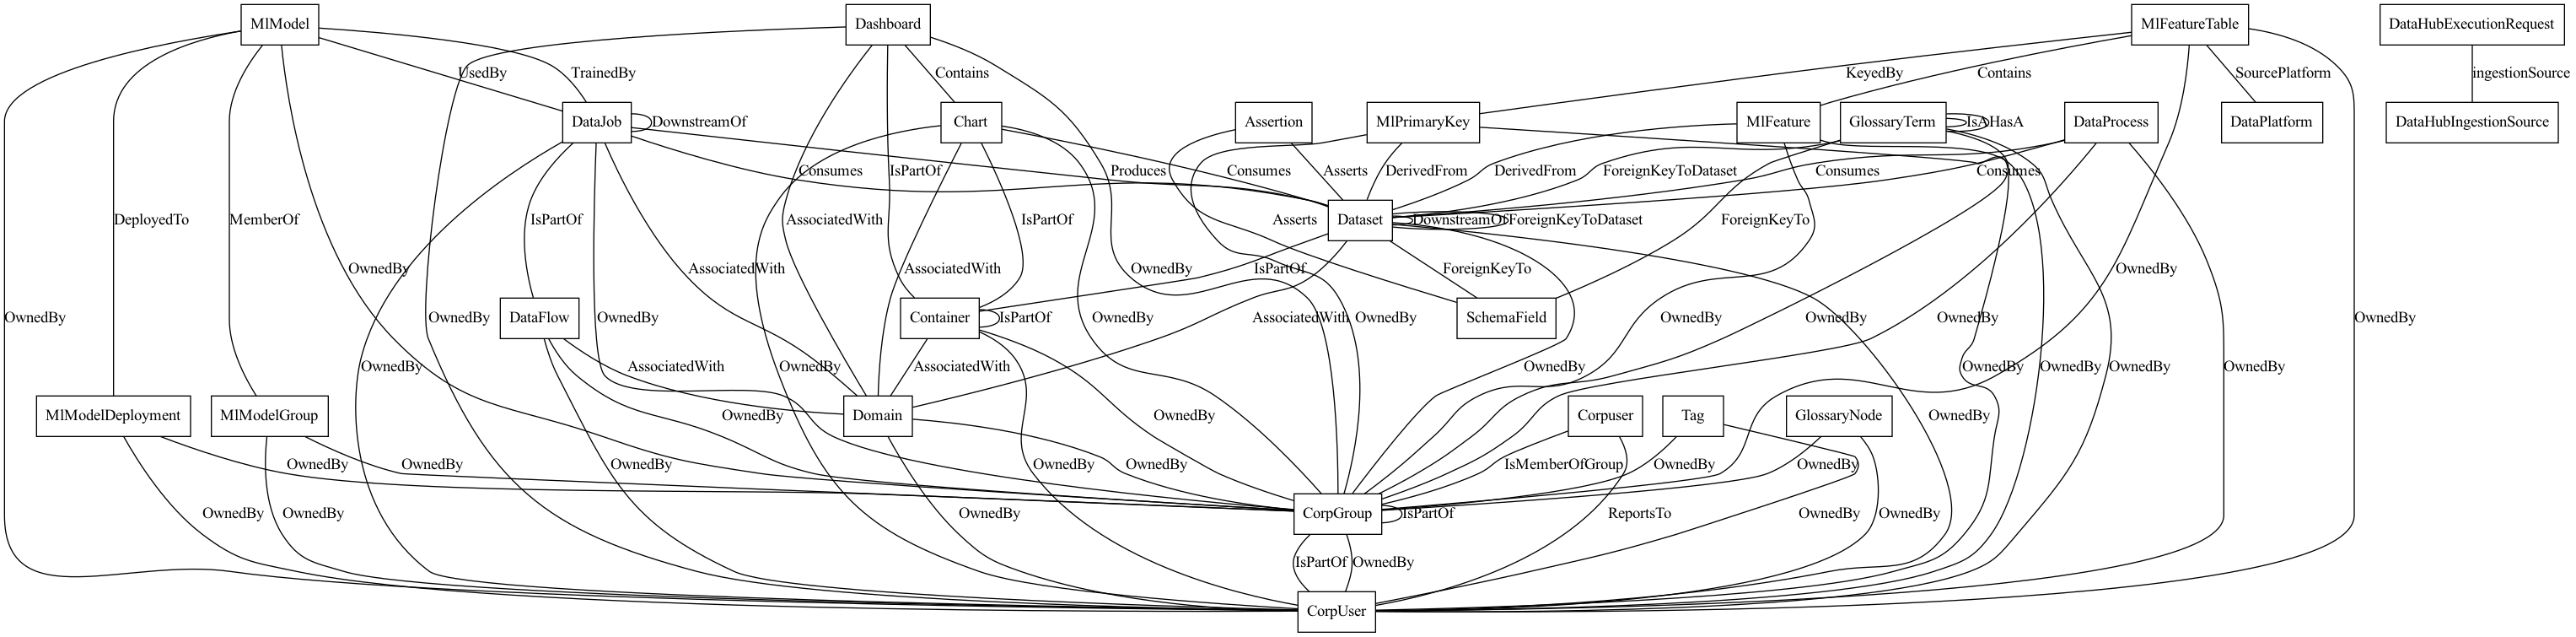 MlModel
Dashboard
MlFeatureTable
DataHubExecutionRequest
UsedBy
TrainedBy
Contains
KeyedBy
Contains
SourcePlatform
ingestionSource
DataJob
DownstreamOf
Chart
Assertion
MlPrimaryKey
MlFeature
GlossaryTerm
IsA
HasA
DataProcess
DataPlatform
DataHubIngestionSource
Consumes
IsPartOf
Produces
Consumes
Asserts
DerivedFrom
DerivedFrom
ForeignKeyToDataset
Consumes
Consumes
DeployedTo
MemberOf
IsPartOf
AssociatedWith
IsPartOf
Asserts
Dataset
DownstreamOf
ForeignKeyToDataset
ForeignKeyTo
OwnedBy
AssociatedWith
AssociatedWith
OwnedBy
IsPartOf
ForeignKeyTo
OwnedBy
OwnedBy
DataFlow
OwnedBy
OwnedBy
Container
IsPartOf
OwnedBy
AssociatedWith
OwnedBy
SchemaField
OwnedBy
OwnedBy
OwnedBy
OwnedBy
OwnedBy
AssociatedWith
OwnedBy
AssociatedWith
OwnedBy
OwnedBy
OwnedBy
OwnedBy
OwnedBy
MlModelDeployment
MlModelGroup
OwnedBy
Domain
OwnedBy
Corpuser
Tag
GlossaryNode
OwnedBy
OwnedBy
OwnedBy
OwnedBy
OwnedBy
OwnedBy
IsMemberOfGroup
OwnedBy
OwnedBy
OwnedBy
OwnedBy
OwnedBy
CorpGroup
IsPartOf
ReportsTo
OwnedBy
OwnedBy
IsPartOf
OwnedBy
CorpUser